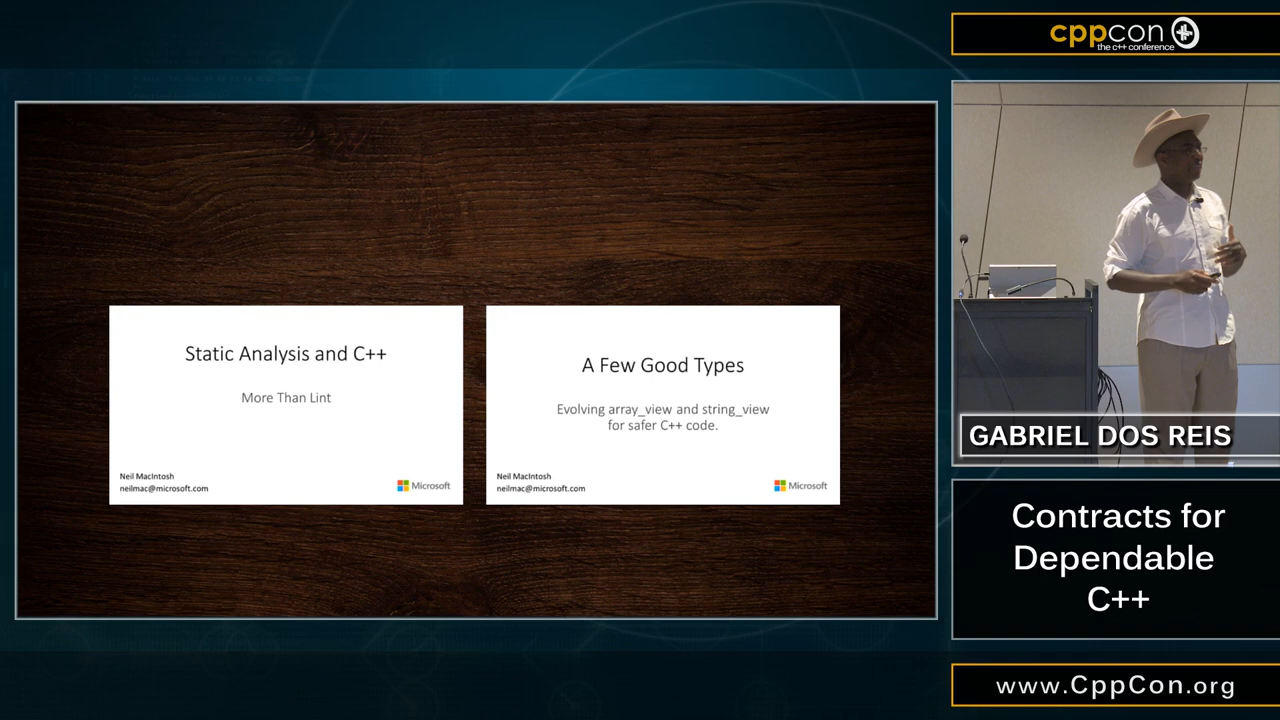 cppcon
the c++ conference
Static Analysis and C++
More Than Lint
Neil MacIntosh
neilmac@microsoft.com
Microsoft
A Few Good Types
Evolving array_view and string_view
for safer C++ code.
Neil MacIntosh
neilmac@microsoft.com
Microsoft
GABRIEL DOS REIS
Contracts for
Dependable
C++
www.CppCon.org